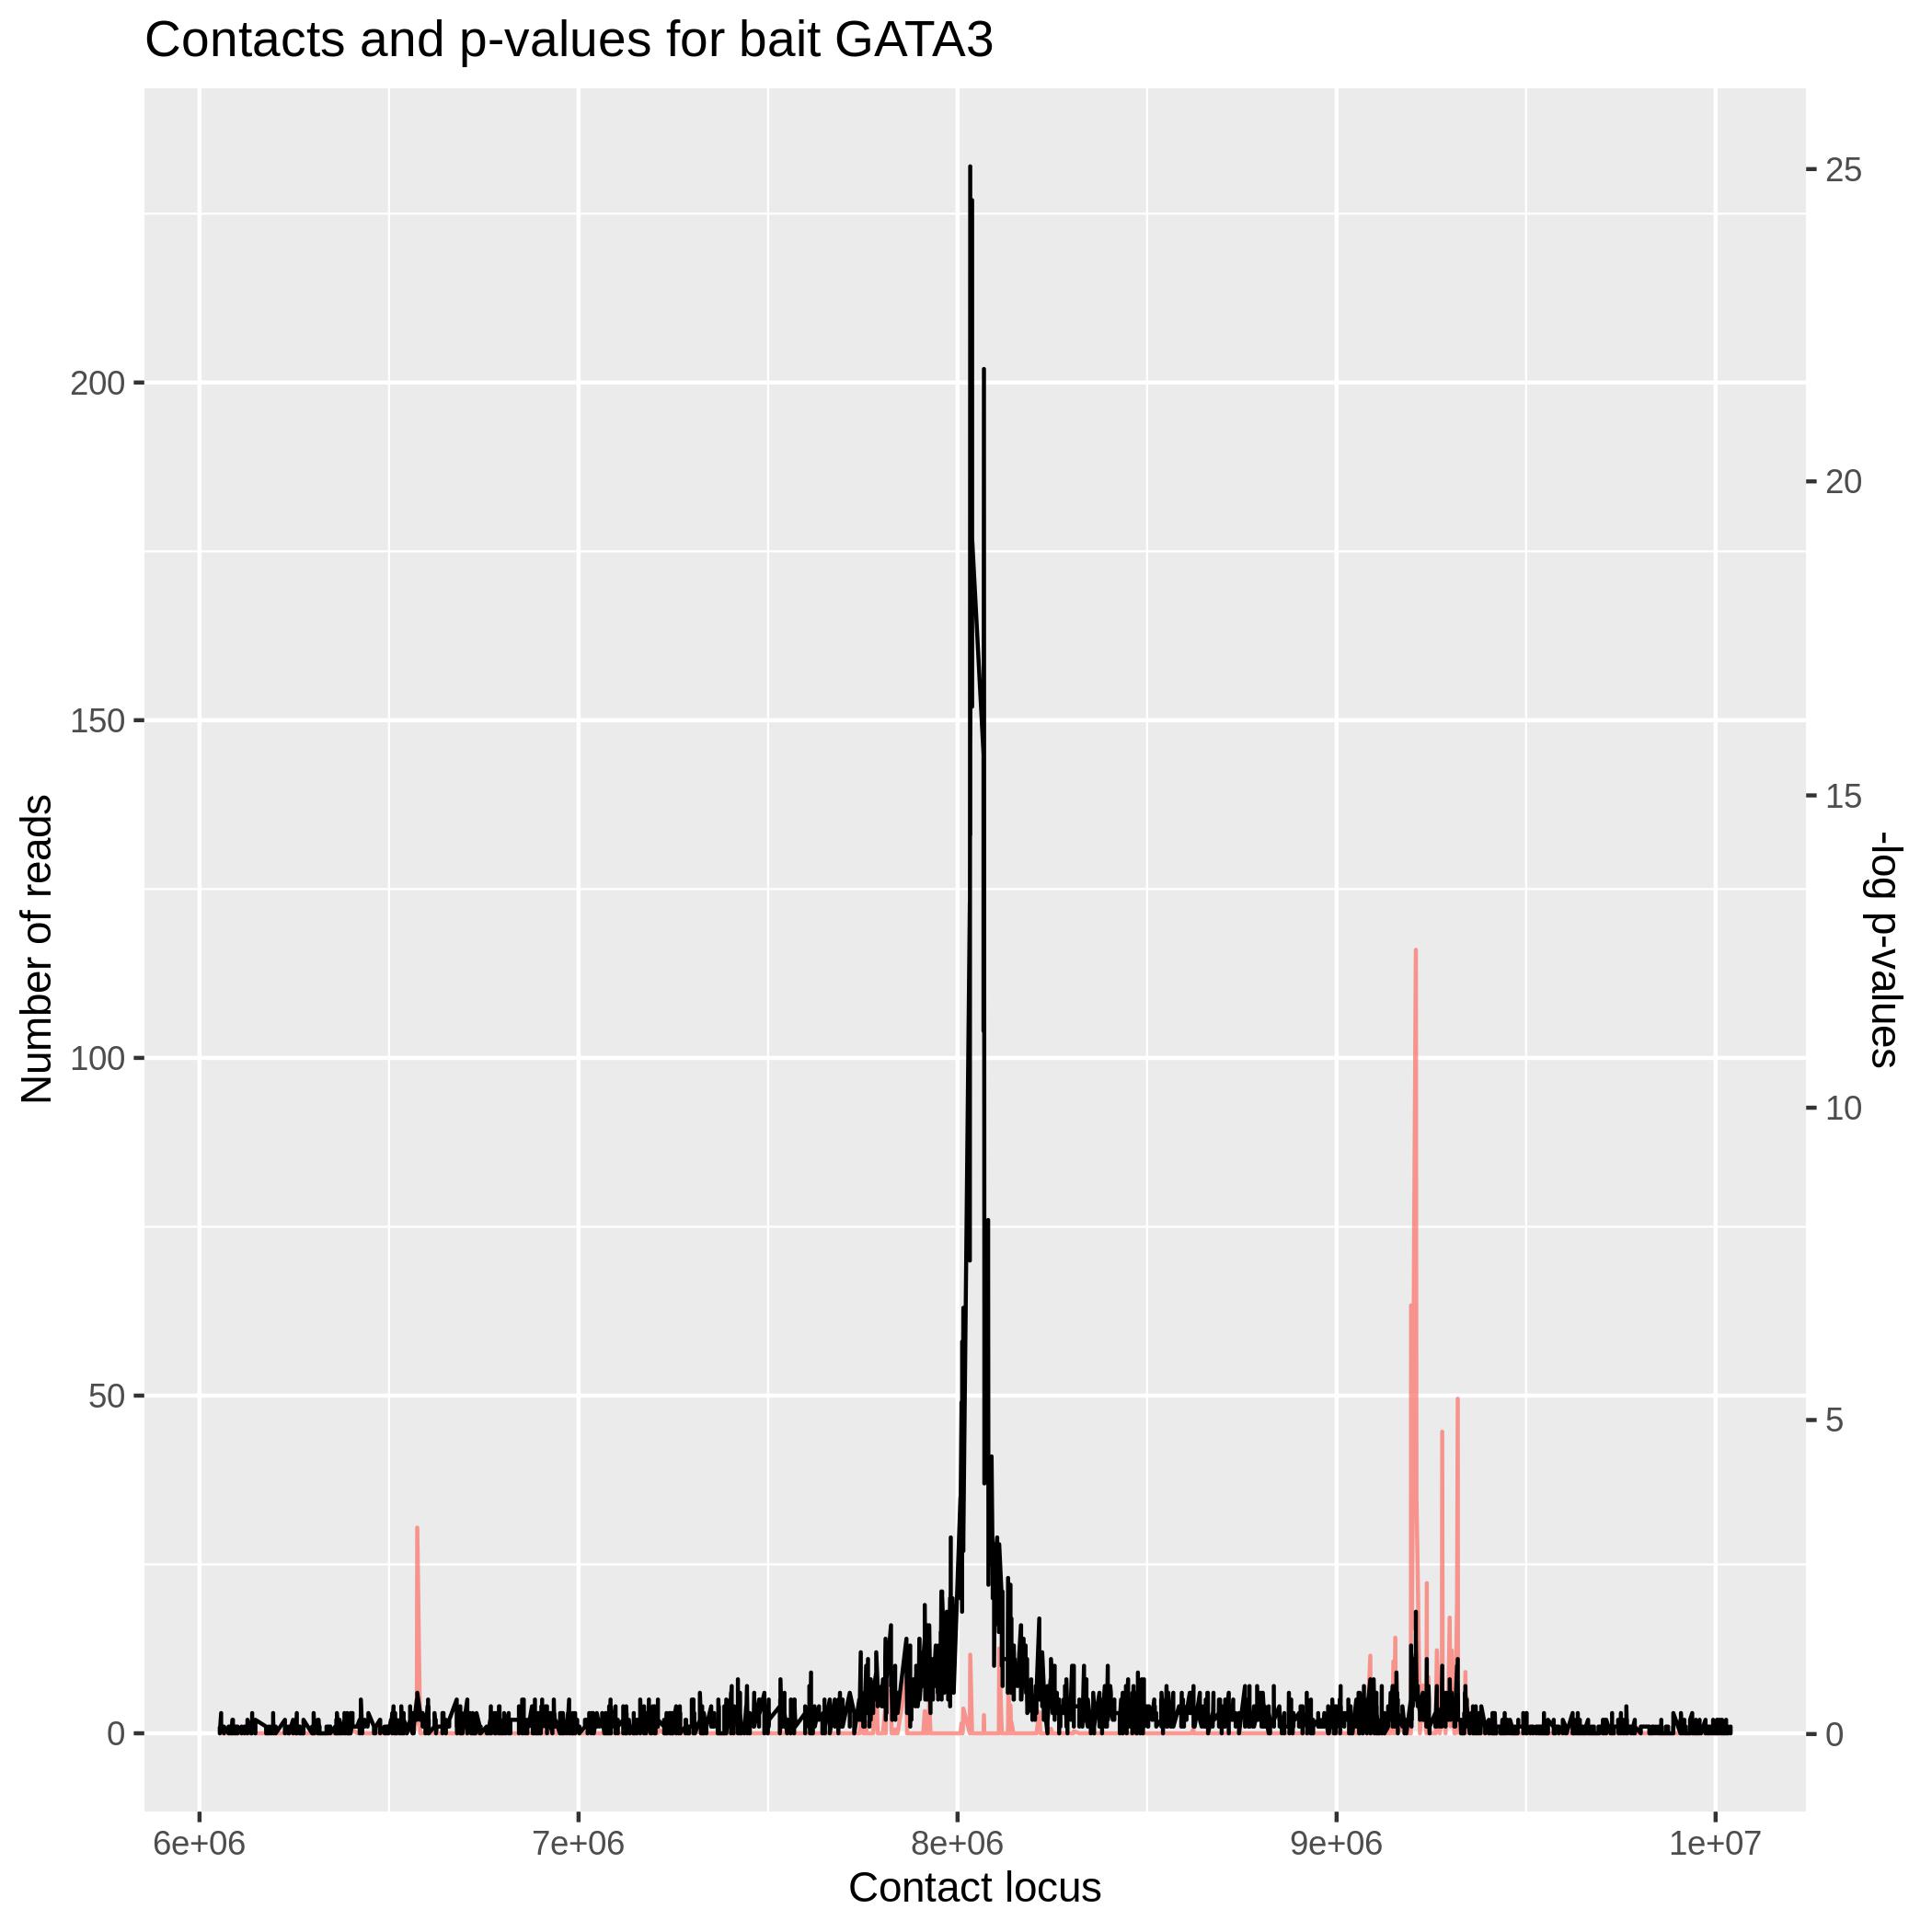 Contacts and p-values for bait GATA3
Number of reads
200
150
100
50
0
25
20
15
10
5
0
-log p-values
6e+06
7e+06
8e+06
9e+06
1e+07
Contact locus